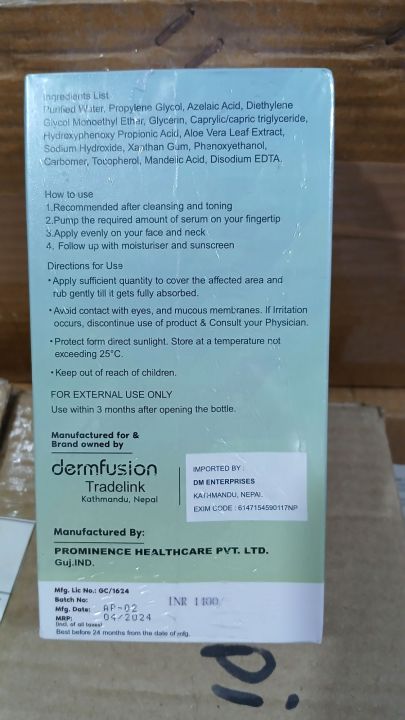 Ingredients List
Purified Water, Propylene Glycol, Azelaic Acid, Diethylene
Glycol Monoethyl Ether, Glycerin, Caprylic/capric triglyceride,
Hydroxyphenoxy Propionic Acid, Aloe Vera Leaf Extract,
Sodium Hydroxide, Xanthan Gum, Phenoxyethanol,
Carbomer, Tocopherol, Mandelic Acid, Disodium EDTA.
How to use
1.Recommended after cleansing and toning
2.Pump the required amount of serum on your fingertip
3.Apply evenly on your face and neck
4. Follow up with moisturiser and sunscreen
Directions for Use
• Apply sufficient quantity to cover the affected area and
rub gently till it gets fully absorbed.
• Avoid contact with eyes, and mucous membranes. If Irritation
occurs, discontinue use of product & Consult your Physician.
• Protect form direct sunlight. Store at a temperature not
exceeding 25°C.
• Keep out of reach of children.
FOR EXTERNAL USE ONLY
Use within 3 months after opening the bottle.
Manufactured for &
Brand owned by
dermfusion
Tradelink
Kathmandu, Nepal
IMPORTED BY :
DM ENTERPRISES
KATHMANDU, NEPAL
EXIM CODE : 6147154590117NP
Manufactured By:
PROMINENCE HEALTHCARE PVT. LTD.
Guj.IND.
Mfg. Lic No.: GC/1624
Batch No:
Mfg. Date: AP-02
MRP: 04/2024
(Incl. of all taxes)
INR 1400/
Best before 24 months from the date of mfg.